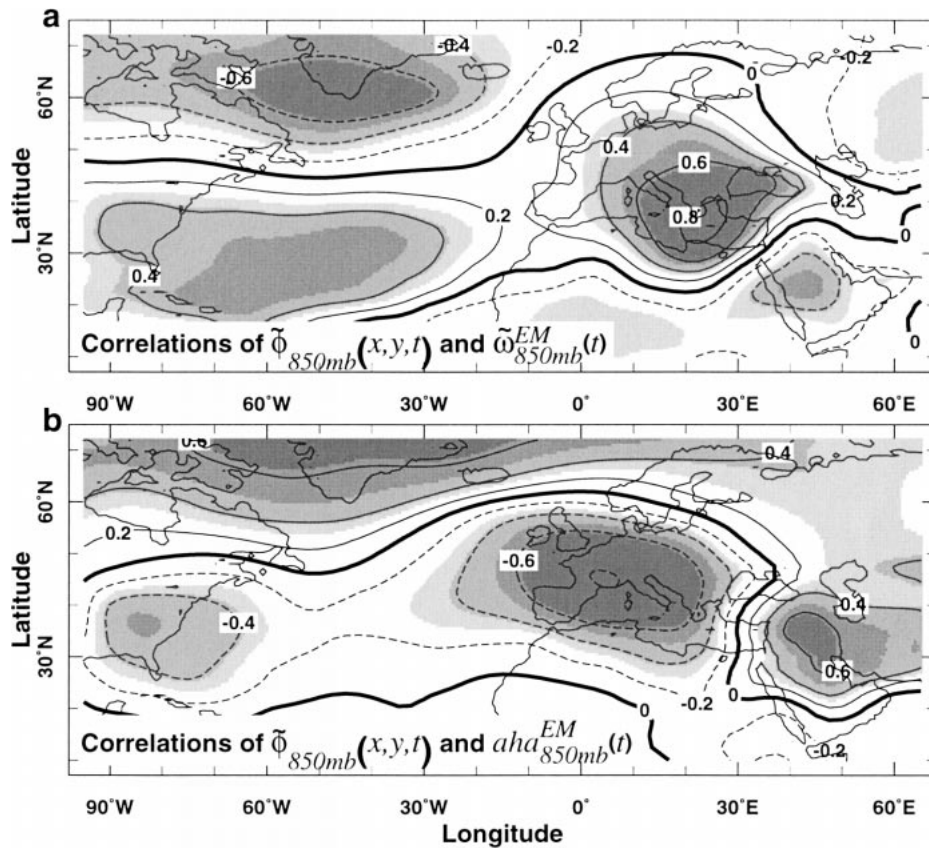 a
-0.6
-0.4
-0.2
0
-0.2
60˚N
0.4
0.6
0.2
0.2
0.8
Latitude
30˚N
0.4
0
0
Correlations of ϕ̃850mb(x,y,t) and ω̃EM850mb(t)
90˚W 60˚W 30˚W 0˚ 30˚E 60˚E
b
0.6
0.4
60˚N
0.2
-0.6
0.4
-0.4
Latitude
30˚N
0.6
0
-0.2
0
-0.2
Correlations of ϕ̃850mb(x,y,t) and ahaEM850mb(t)
90˚W 60˚W 30˚W 0˚ 30˚E 60˚E
Longitude